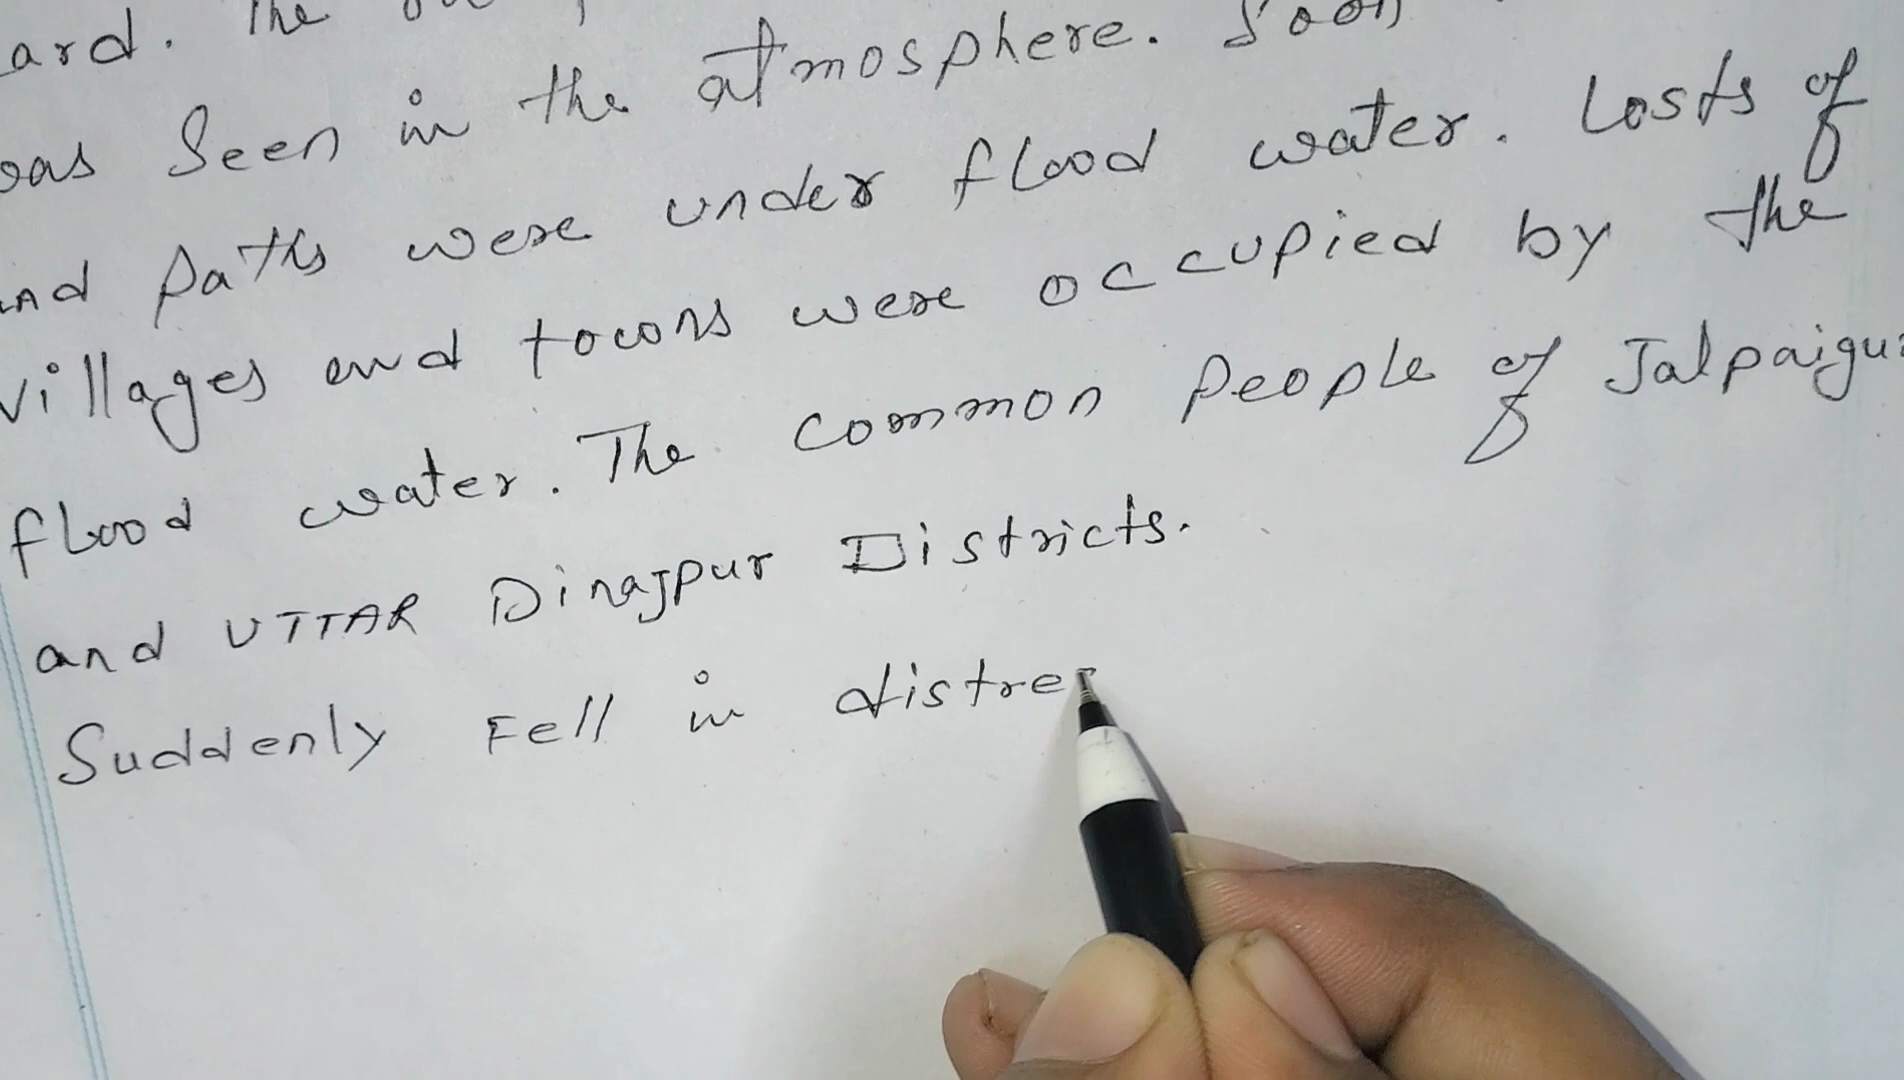 ard. The
was Seen in the atmosphere. Soon
and paths were under flood water. Losts of
villages and towns were occupied by the
flood water. The common people of Jalpaigu
and UTTAR Dinajpur Districts.
Suddenly Fell in distre